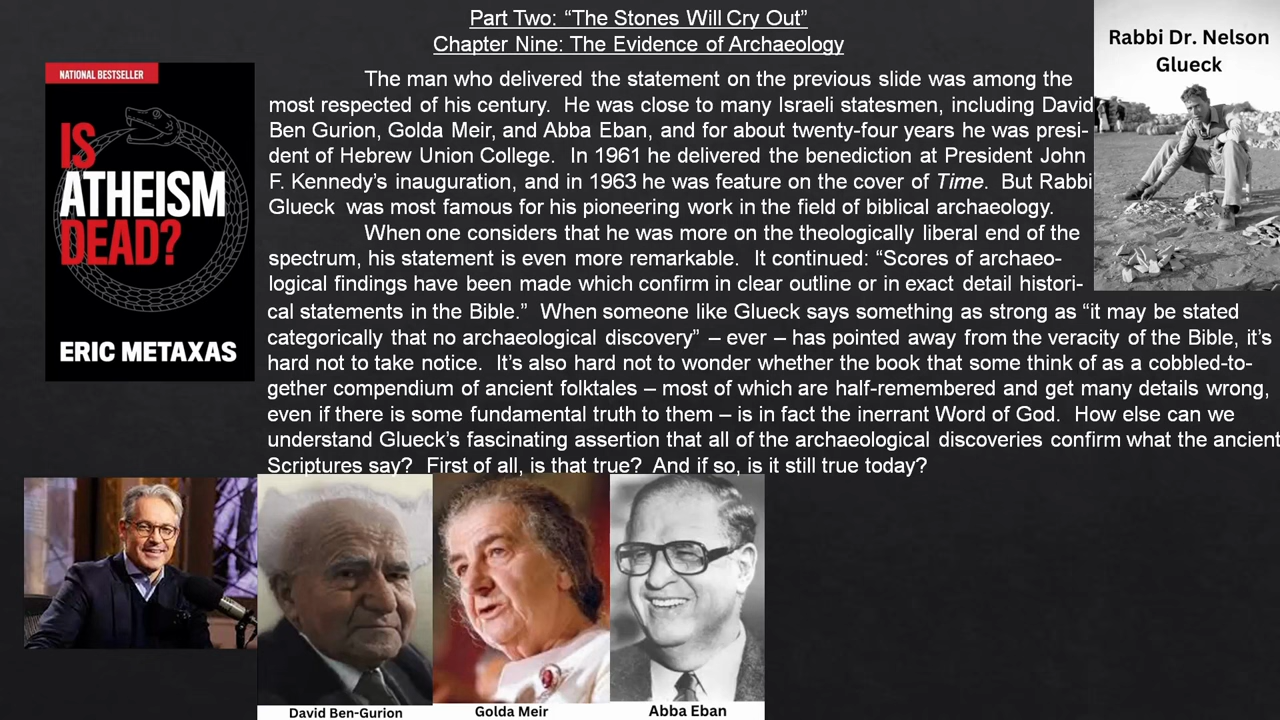 Part Two: “The Stones Will Cry Out”
Chapter Nine: The Evidence of Archaeology
Rabbi Dr. Nelson
Glueck
NATIONAL BESTSELLER
IS
ATHEISM
DEAD?
ERIC METAXAS
The man who delivered the statement on the previous slide was among the
most respected of his century. He was close to many Israeli statesmen, including David
Ben Gurion, Golda Meir, and Abba Eban, and for about twenty-four years he was presi-
dent of Hebrew Union College. In 1961 he delivered the benediction at President John
F. Kennedy’s inauguration, and in 1963 he was feature on the cover of Time. But Rabbi
Glueck was most famous for his pioneering work in the field of biblical archaeology.
When one considers that he was more on the theologically liberal end of the
spectrum, his statement is even more remarkable. It continued: “Scores of archaeo-
logical findings have been made which confirm in clear outline or in exact detail histori-
cal statements in the Bible.” When someone like Glueck says something as strong as “it may be stated
categorically that no archaeological discovery” – ever – has pointed away from the veracity of the Bible, it’s
hard not to take notice. It’s also hard not to wonder whether the book that some think of as a cobbled-to-
gether compendium of ancient folktales – most of which are half-remembered and get many details wrong,
even if there is some fundamental truth to them – is in fact the inerrant Word of God. How else can we
understand Glueck’s fascinating assertion that all of the archaeological discoveries confirm what the ancient
Scriptures say? First of all, is that true? And if so, is it still true today?
David Ben-Gurion
Golda Meir
Abba Eban